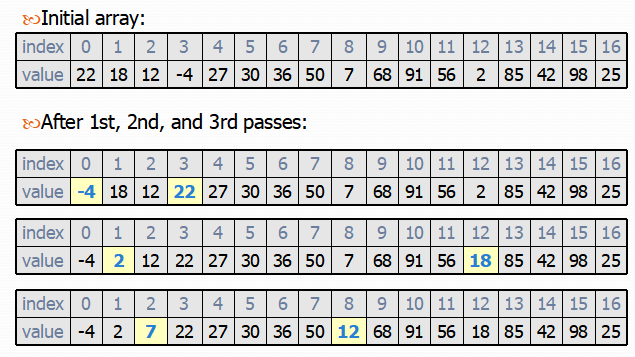 Initial array:
index 0 1 2 3 4 5 6 7 8 9 10 11 12 13 14 15 16
value 22 18 12 -4 27 30 36 50 7 68 91 56 2 85 42 98 25
After 1st, 2nd, and 3rd passes:
index 0 1 2 3 4 5 6 7 8 9 10 11 12 13 14 15 16
value -4 18 12 22 27 30 36 50 7 68 91 56 2 85 42 98 25
index 0 1 2 3 4 5 6 7 8 9 10 11 12 13 14 15 16
value -4 2 12 22 27 30 36 50 7 68 91 56 18 85 42 98 25
index 0 1 2 3 4 5 6 7 8 9 10 11 12 13 14 15 16
value -4 2 7 22 27 30 36 50 12 68 91 56 18 85 42 98 25